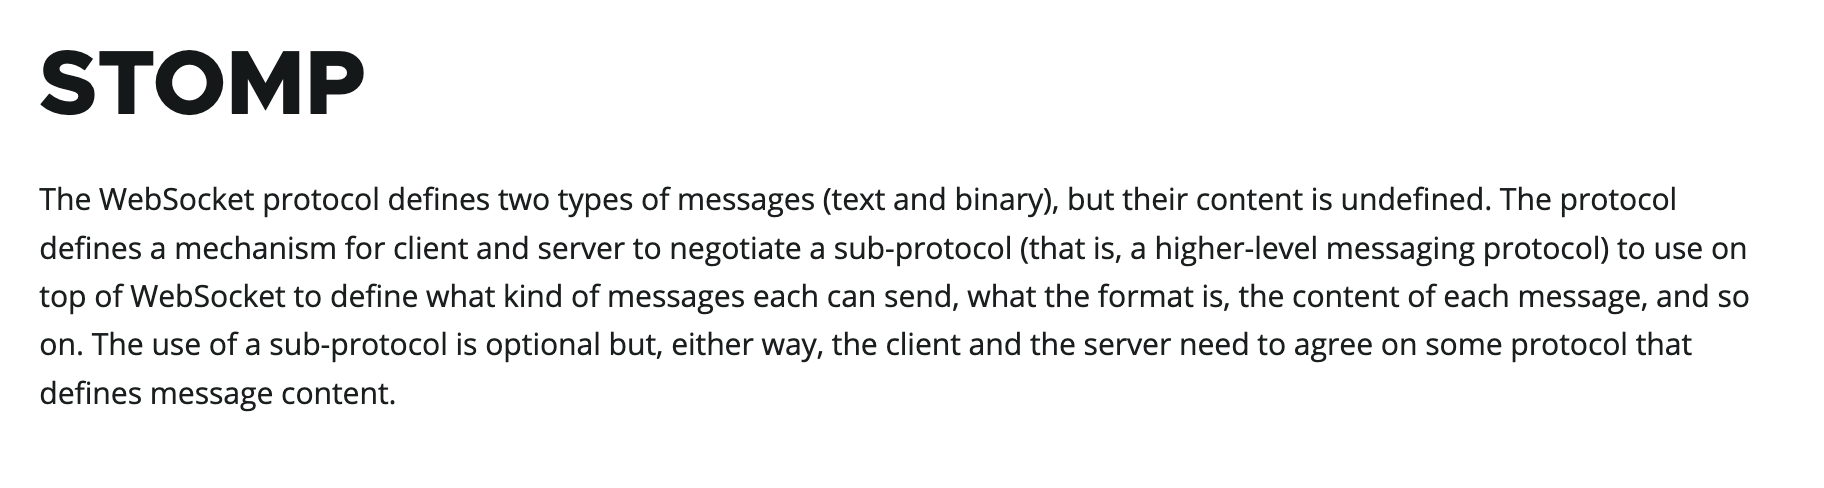 STOMP
The WebSocket protocol defines two types of messages (text and binary), but their content is undefined. The protocol
defines a mechanism for client and server to negotiate a sub-protocol (that is, a higher-level messaging protocol) to use on
top of WebSocket to define what kind of messages each can send, what the format is, the content of each message, and so
on. The use of a sub-protocol is optional but, either way, the client and the server need to agree on some protocol that
defines message content.